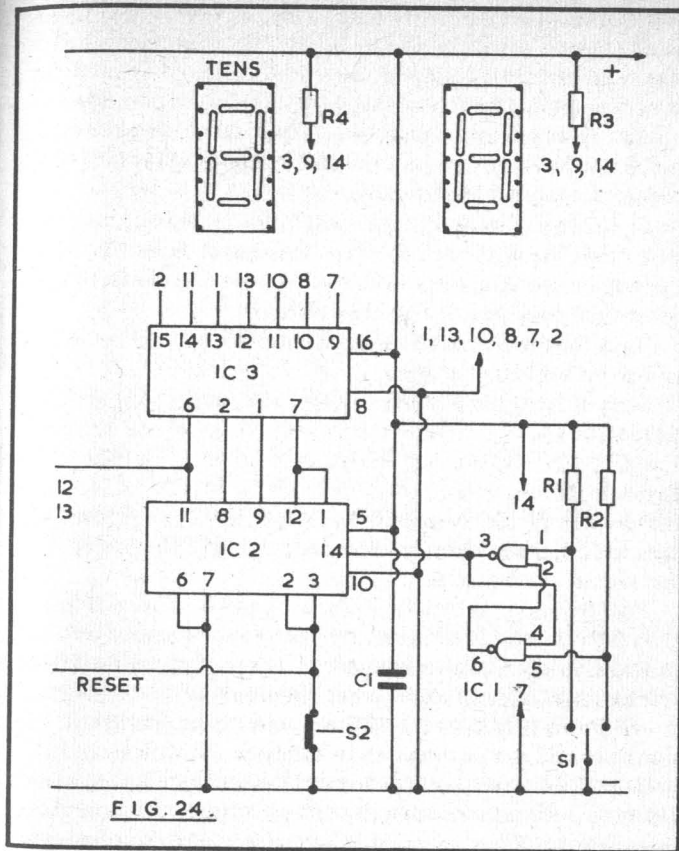 +
TENS
R4
R3
3, 9, 14
3, 9, 14
2 11 1 13 10 8 7
15 14 13 12 11 10 9 16
1, 13, 10, 8, 7, 2
IC 3
6 2 1 7 8
12
13
14
R1
R2
11 8 9 12 1 5
3 1
IC 2 14
2
6 7 2 3 10
4
6 5
IC 1 7
RESET
C1
S2
S1
FIG 24
−